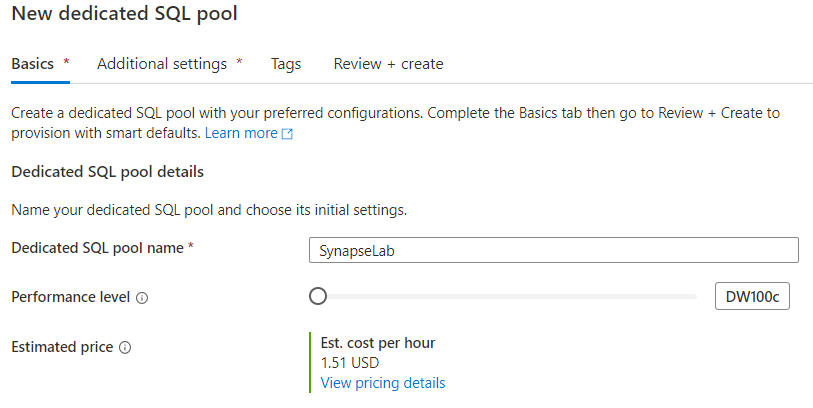 New dedicated SQL pool
Basics * Additional settings * Tags Review + create
Create a dedicated SQL pool with your preferred configurations. Complete the Basics tab then go to Review + Create to
provision with smart defaults. Learn more
Dedicated SQL pool details
Name your dedicated SQL pool and choose its initial settings.
Dedicated SQL pool name * SynapseLab
Performance level DW100c
Estimated price Est. cost per hour
1.51 USD
View pricing details